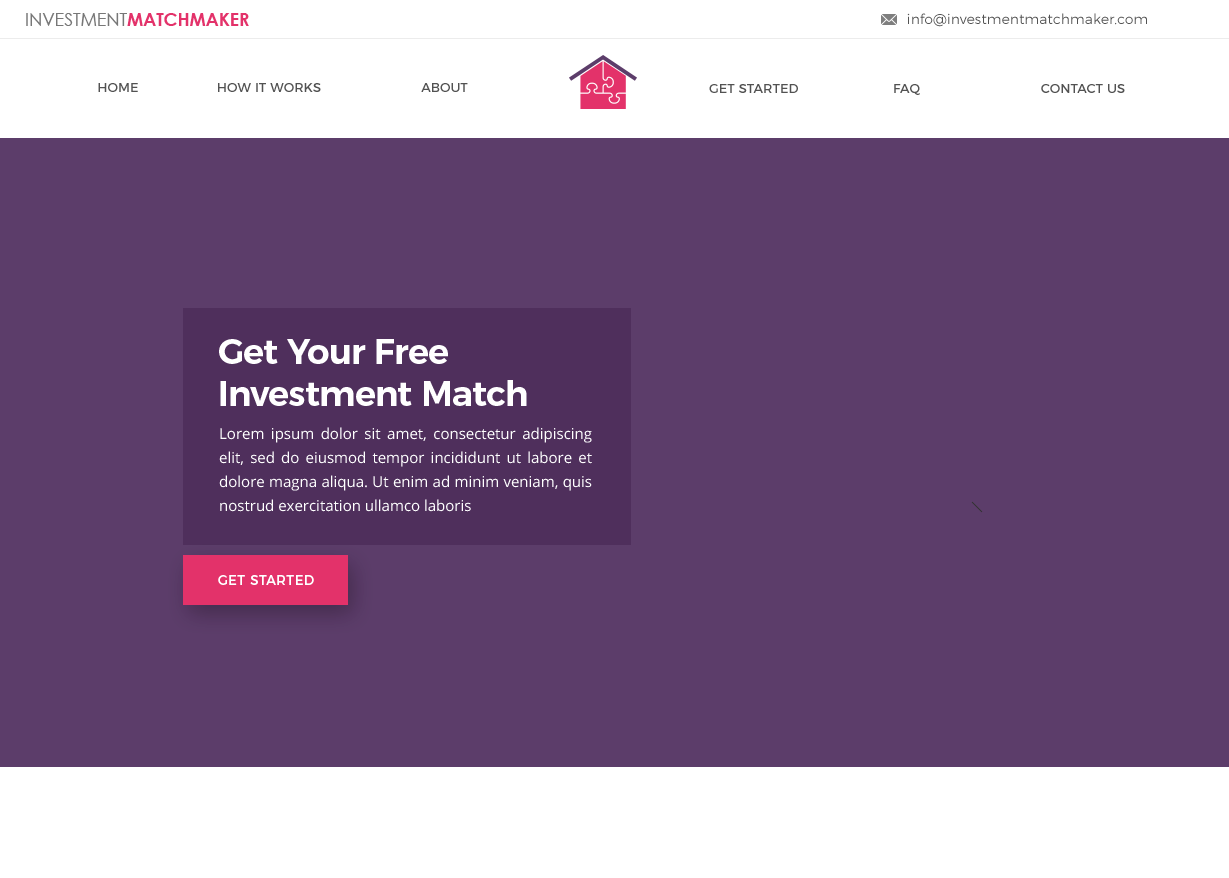 INVESTMENTMATCHMAKER
info@investmentmatchmaker.com
HOME
HOW IT WORKS
ABOUT
GET STARTED
FAQ
CONTACT US
Get Your Free
Investment Match
Lorem ipsum dolor sit amet, consectetur adipiscing
elit, sed do eiusmod tempor incididunt ut labore et
dolore magna aliqua. Ut enim ad minim veniam, quis
nostrud exercitation ullamco laboris
GET STARTED